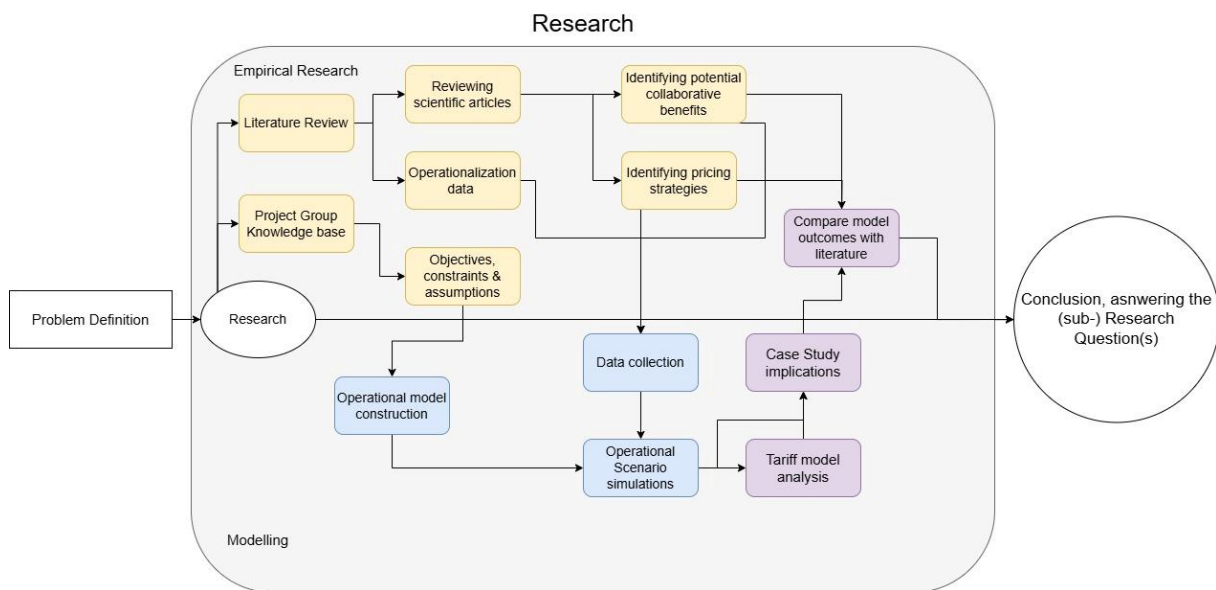 Research
Empirical Research
Literature Review
Reviewing
scientific articles
Identifying potential
collaborative
benefits
Operationalization
data
Identifying pricing
strategies
Project Group
Knowledge base
Objectives,
constraints &
assumptions
Compare model
outcomes with
literature
Problem Definition
Research
Conclusion, asnwering the
(sub-) Research
Question(s)
Data collection
Case Study
implications
Operational model
construction
Operational
Scenario
simulations
Tariff model
analysis
Modelling